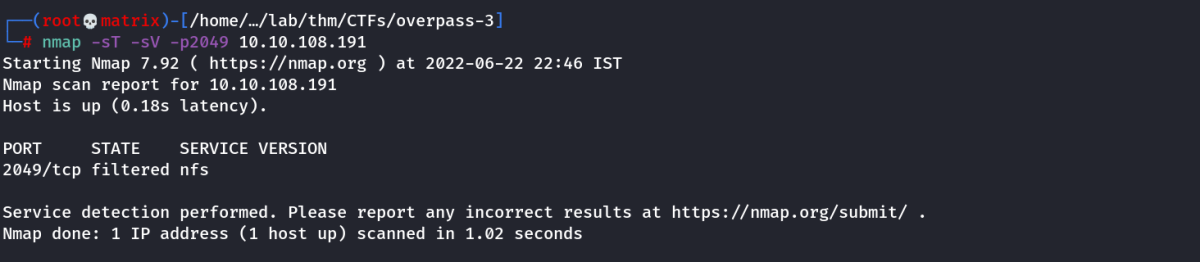 ┌──(root💀matrix)-[/home/…/lab/thm/CTFs/overpass-3]
└─# nmap -sT -sV -p2049 10.10.108.191
Starting Nmap 7.92 ( https://nmap.org ) at 2022-06-22 22:46 IST
Nmap scan report for 10.10.108.191
Host is up (0.18s latency).
PORT     STATE    SERVICE VERSION
2049/tcp filtered nfs
Service detection performed. Please report any incorrect results at https://nmap.org/submit/ .
Nmap done: 1 IP address (1 host up) scanned in 1.02 seconds